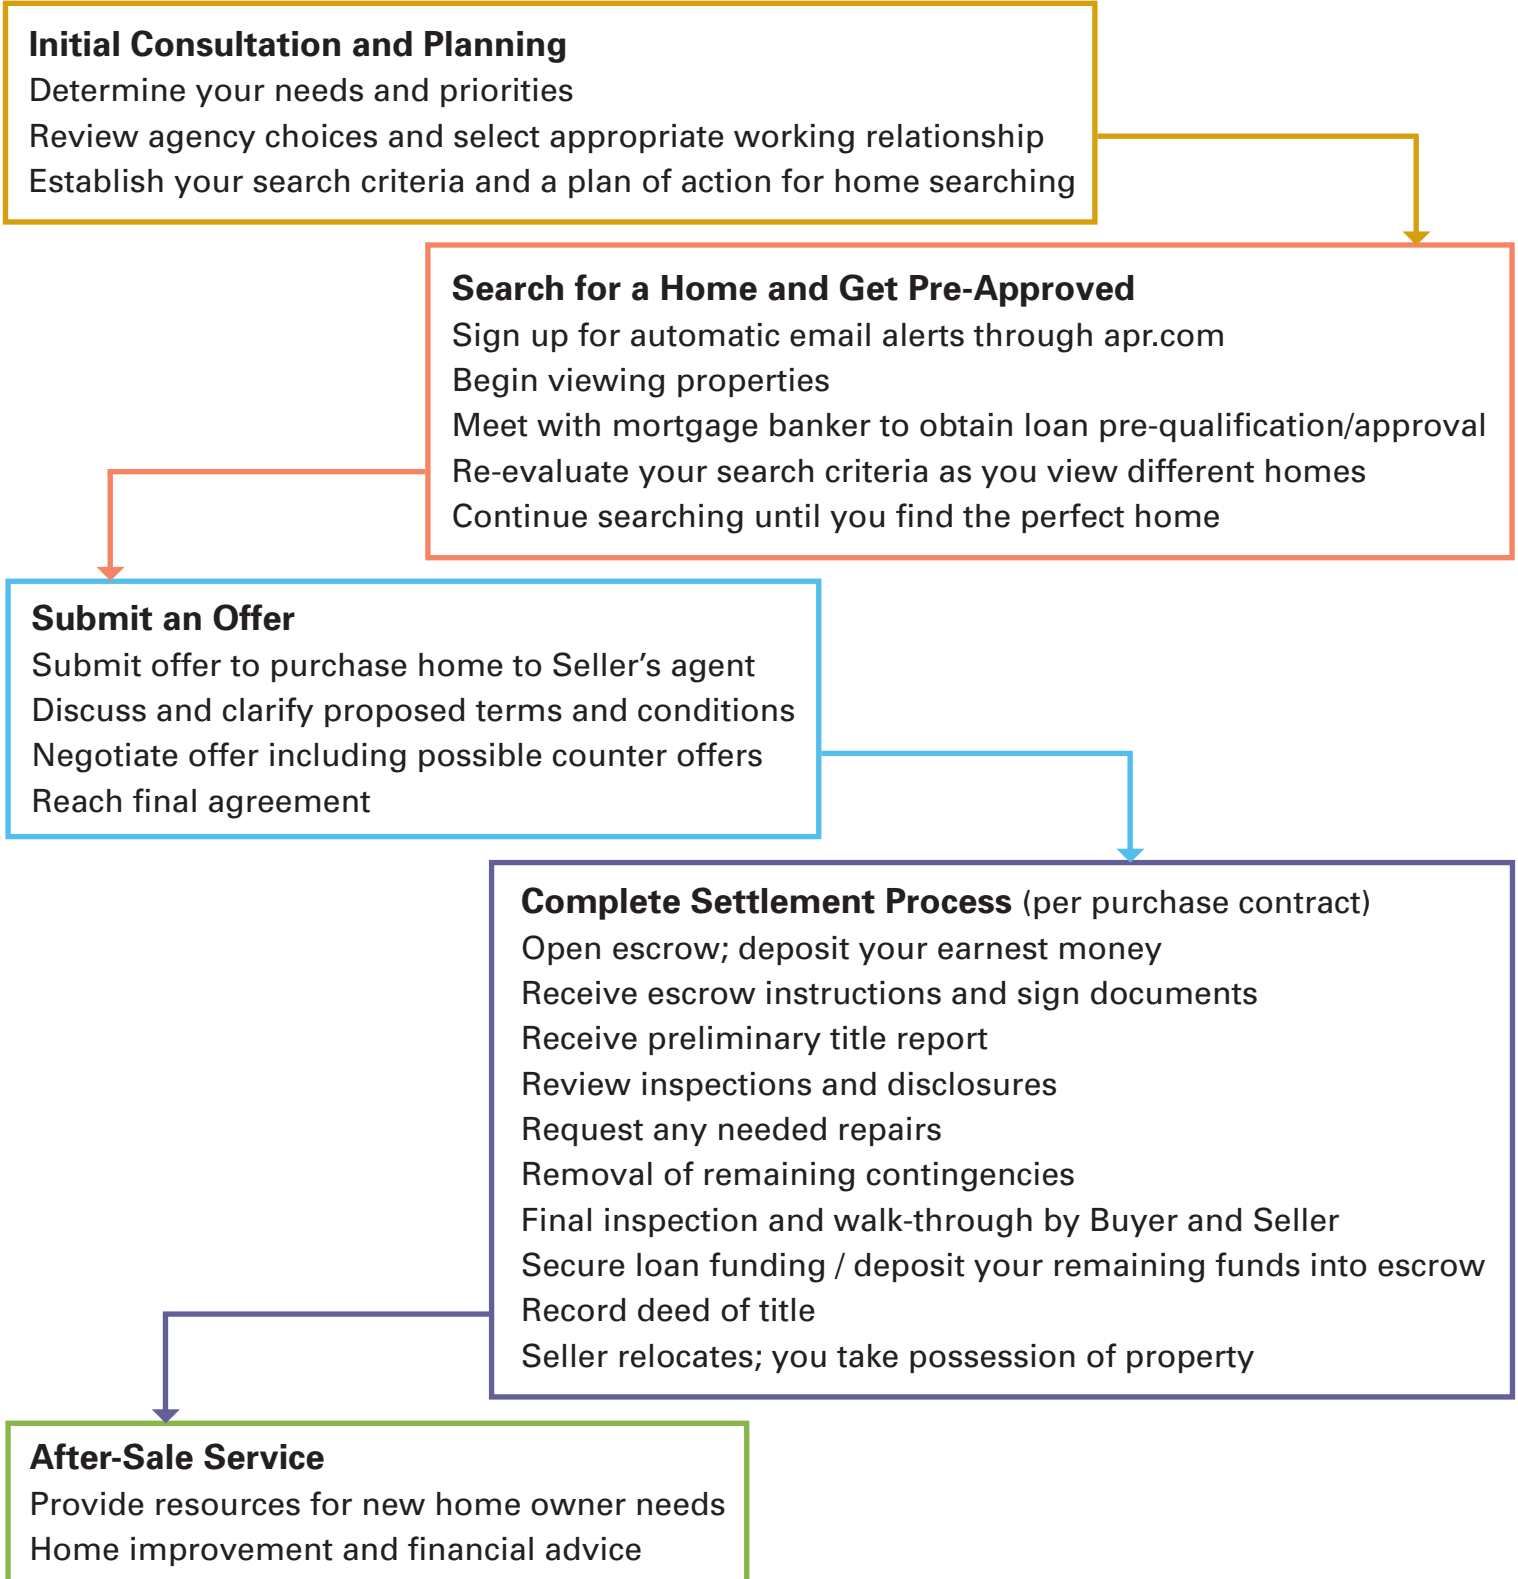 Initial Consultation and Planning
Determine your needs and priorities
Review agency choices and select appropriate working relationship
Establish your search criteria and a plan of action for home searching
Search for a Home and Get Pre-Approved
Sign up for automatic email alerts through apr.com
Begin viewing properties
Meet with mortgage banker to obtain loan pre-qualification/approval
Re-evaluate your search criteria as you view different homes
Continue searching until you find the perfect home
Submit an Offer
Submit offer to purchase home to Seller’s agent
Discuss and clarify proposed terms and conditions
Negotiate offer including possible counter offers
Reach final agreement
Complete Settlement Process (per purchase contract)
Open escrow; deposit your earnest money
Receive escrow instructions and sign documents
Receive preliminary title report
Review inspections and disclosures
Request any needed repairs
Removal of remaining contingencies
Final inspection and walk-through by Buyer and Seller
Secure loan funding / deposit your remaining funds into escrow
Record deed of title
Seller relocates; you take possession of property
After-Sale Service
Provide resources for new home owner needs
Home improvement and financial advice